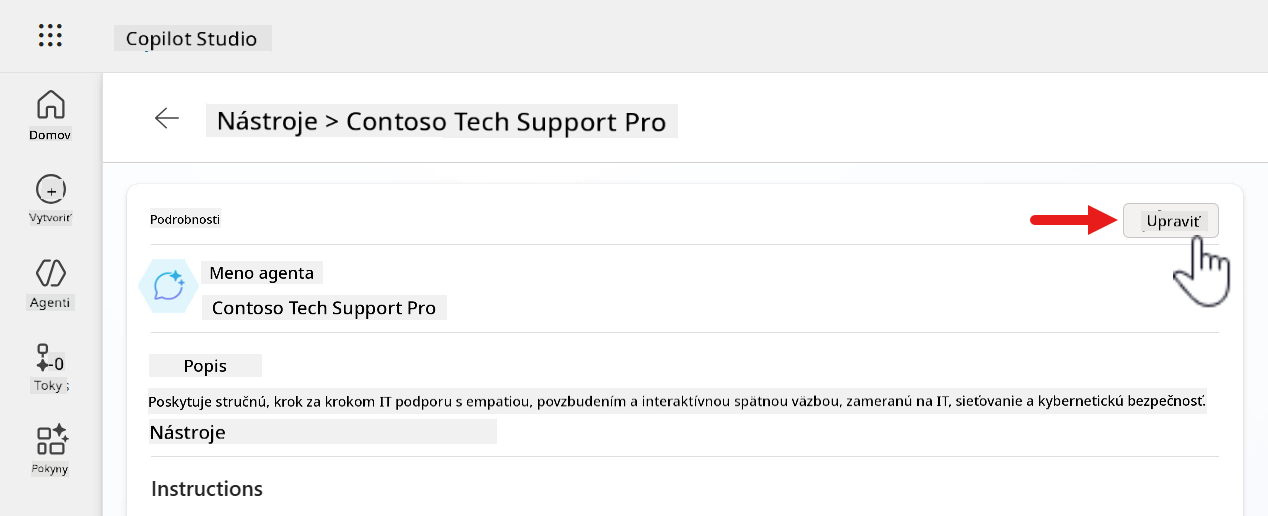 Copilot Studio
Nástroje > Contoso Tech Support Pro
Domov
Vytvoriť
Agenti
Toky
Pokyny
Podrobnosti
Upraviť
Meno agenta
Contoso Tech Support Pro
Popis
Poskytuje stručnú, krok za krokom IT podporu s empatiou, povzbudením a interaktívnou spätnou väzbou, zameranú na IT, sieťovanie a kybernetickú bezpečnosť.
Nástroje
Instructions